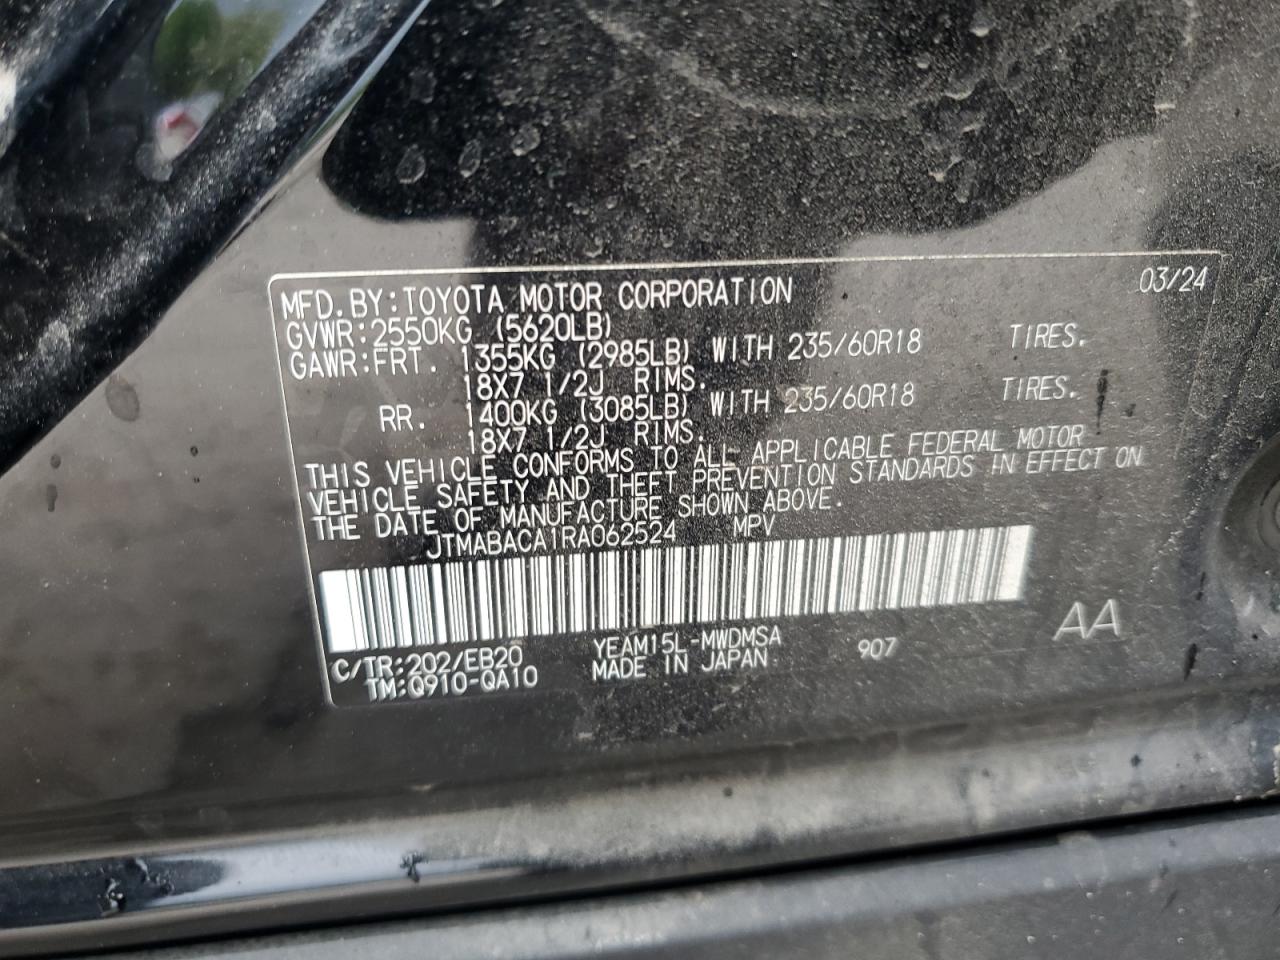 MFD.BY:TOYOTA MOTOR CORPORATION 03/24
GVWR:2550KG (5620LB)
GAWR:FRT. 1355KG (2985LB) WITH 235/60R18 TIRES.
18X7 1/2J RIMS.
RR. 1400KG (3085LB) WITH 235/60R18 TIRES.
18X7 1/2J RIMS.
THIS VEHICLE CONFORMS TO ALL APPLICABLE FEDERAL MOTOR
VEHICLE SAFETY AND THEFT PREVENTION STANDARDS IN EFFECT ON
THE DATE OF MANUFACTURE SHOWN ABOVE.
JTMABACA1RA062524 MPV
C/TR:202/EB20 YEAM15L-MWDMSA 907 AA
TM:Q910-QA10 MADE IN JAPAN